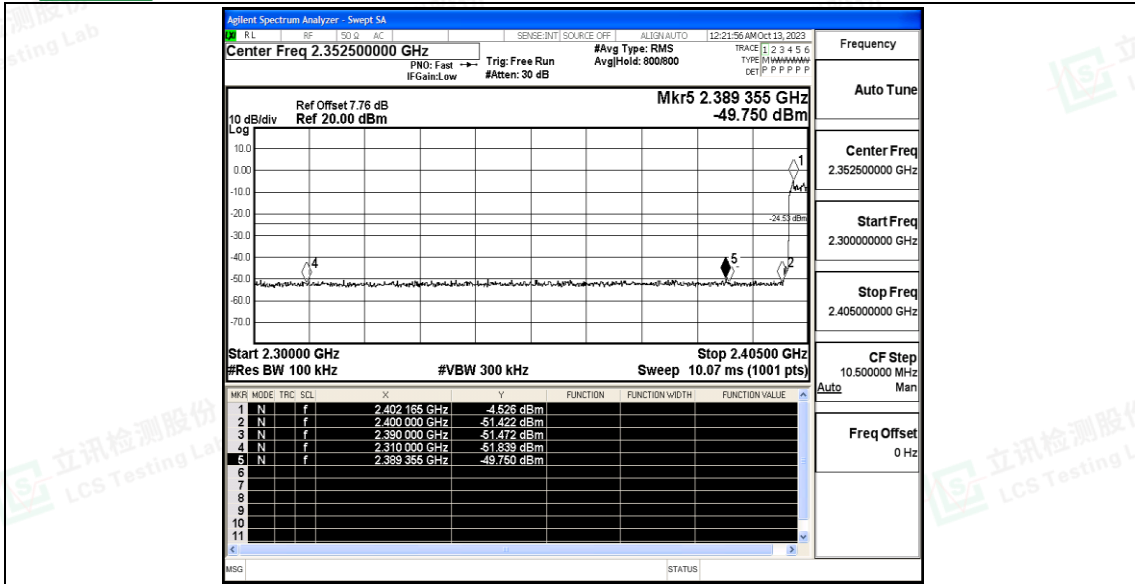 Agilent Spectrum Analyzer - Swept SA
LXI RL RF 50 Ω AC SENSE:INT SOURCE OFF ALIGN AUTO 12:21:56 AM Oct 13, 2023
Center Freq 2.352500000 GHz
PNO: Fast
IFGain:Low
Trig: Free Run
#Atten: 30 dB
#Avg Type: RMS
Avg|Hold: 800/800
TRACE 1 2 3 4 5 6
TYPE M W W W W W
DET P P P P P P
Ref Offset 7.76 dB
10 dB/div Ref 20.00 dBm
Log
Mkr5 2.389 355 GHz
-49.750 dBm
10.0
0.00
-10.0
-20.0
-30.0
-40.0
-50.0
-60.0
-70.0
1
-24.53 dBm
4
5
2
Start 2.30000 GHz Stop 2.40500 GHz
#Res BW 100 kHz #VBW 300 kHz Sweep 10.07 ms (1001 pts)
MKR MODE TRC SCL X Y FUNCTION FUNCTION WIDTH FUNCTION VALUE
1 N f 2.402 165 GHz -4.526 dBm
2 N f 2.400 000 GHz -51.422 dBm
3 N f 2.390 000 GHz -51.472 dBm
4 N f 2.310 000 GHz -51.839 dBm
5 N f 2.389 355 GHz -49.750 dBm
6
7
8
9
10
11
MSG STATUS
Frequency
Auto Tune
Center Freq
2.352500000 GHz
Start Freq
2.300000000 GHz
Stop Freq
2.405000000 GHz
CF Step
10.500000 MHz
Auto Man
Freq Offset
0 Hz
立讯检测股份
LCS Testing Lab
立讯检测股份
LCS Testing L
sting Lab